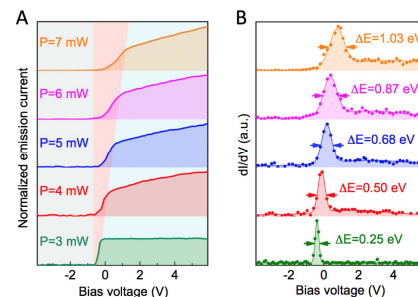 A
Normalized emission current
P=7 mW
P=6 mW
P=5 mW
P=4 mW
P=3 mW
-2 0 2 4
Bias voltage (V)
B
dI/dV (a.u.)
ΔE=1.03 eV
ΔE=0.87 eV
ΔE=0.68 eV
ΔE=0.50 eV
ΔE=0.25 eV
-2 0 2 4
Bias voltage (V)